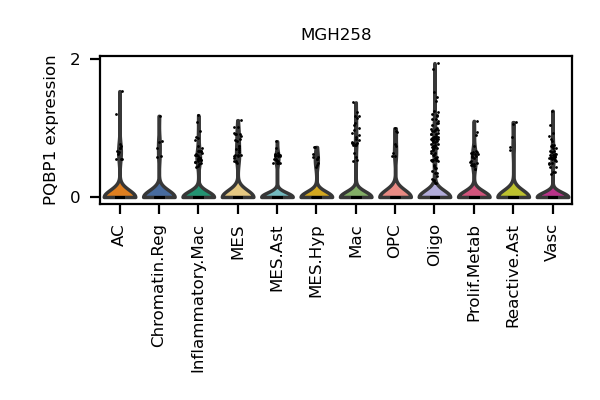 MGH258
PQBP1 expression
2
0
AC
Chromatin.Reg
Inflammatory.Mac
MES
MES.Ast
MES.Hyp
Mac
OPC
Oligo
Prolif.Metab
Reactive.Ast
Vasc